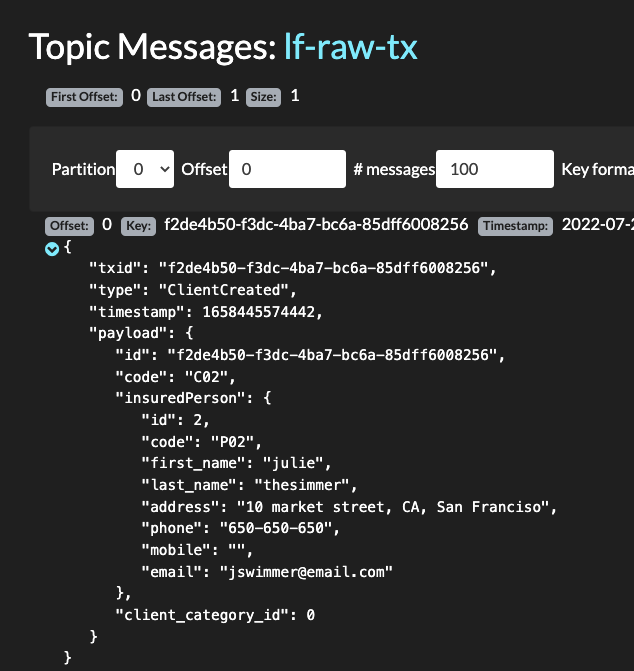 Topic Messages: lf-raw-tx
First Offset: 0 Last Offset: 1 Size: 1
Partition 0 Offset 0 # messages 100 Key forma
Offset: 0 Key: f2de4b50-f3dc-4ba7-bc6a-85dff6008256 Timestamp: 2022-07-2
{
"txid": "f2de4b50-f3dc-4ba7-bc6a-85dff6008256",
"type": "ClientCreated",
"timestamp": 1658445574442,
"payload": {
"id": "f2de4b50-f3dc-4ba7-bc6a-85dff6008256",
"code": "C02",
"insuredPerson": {
"id": 2,
"code": "P02",
"first_name": "julie",
"last_name": "thesimmer",
"address": "10 market street, CA, San Franciso",
"phone": "650-650-650",
"mobile": "",
"email": "jswimmer@email.com"
},
"client_category_id": 0
}
}